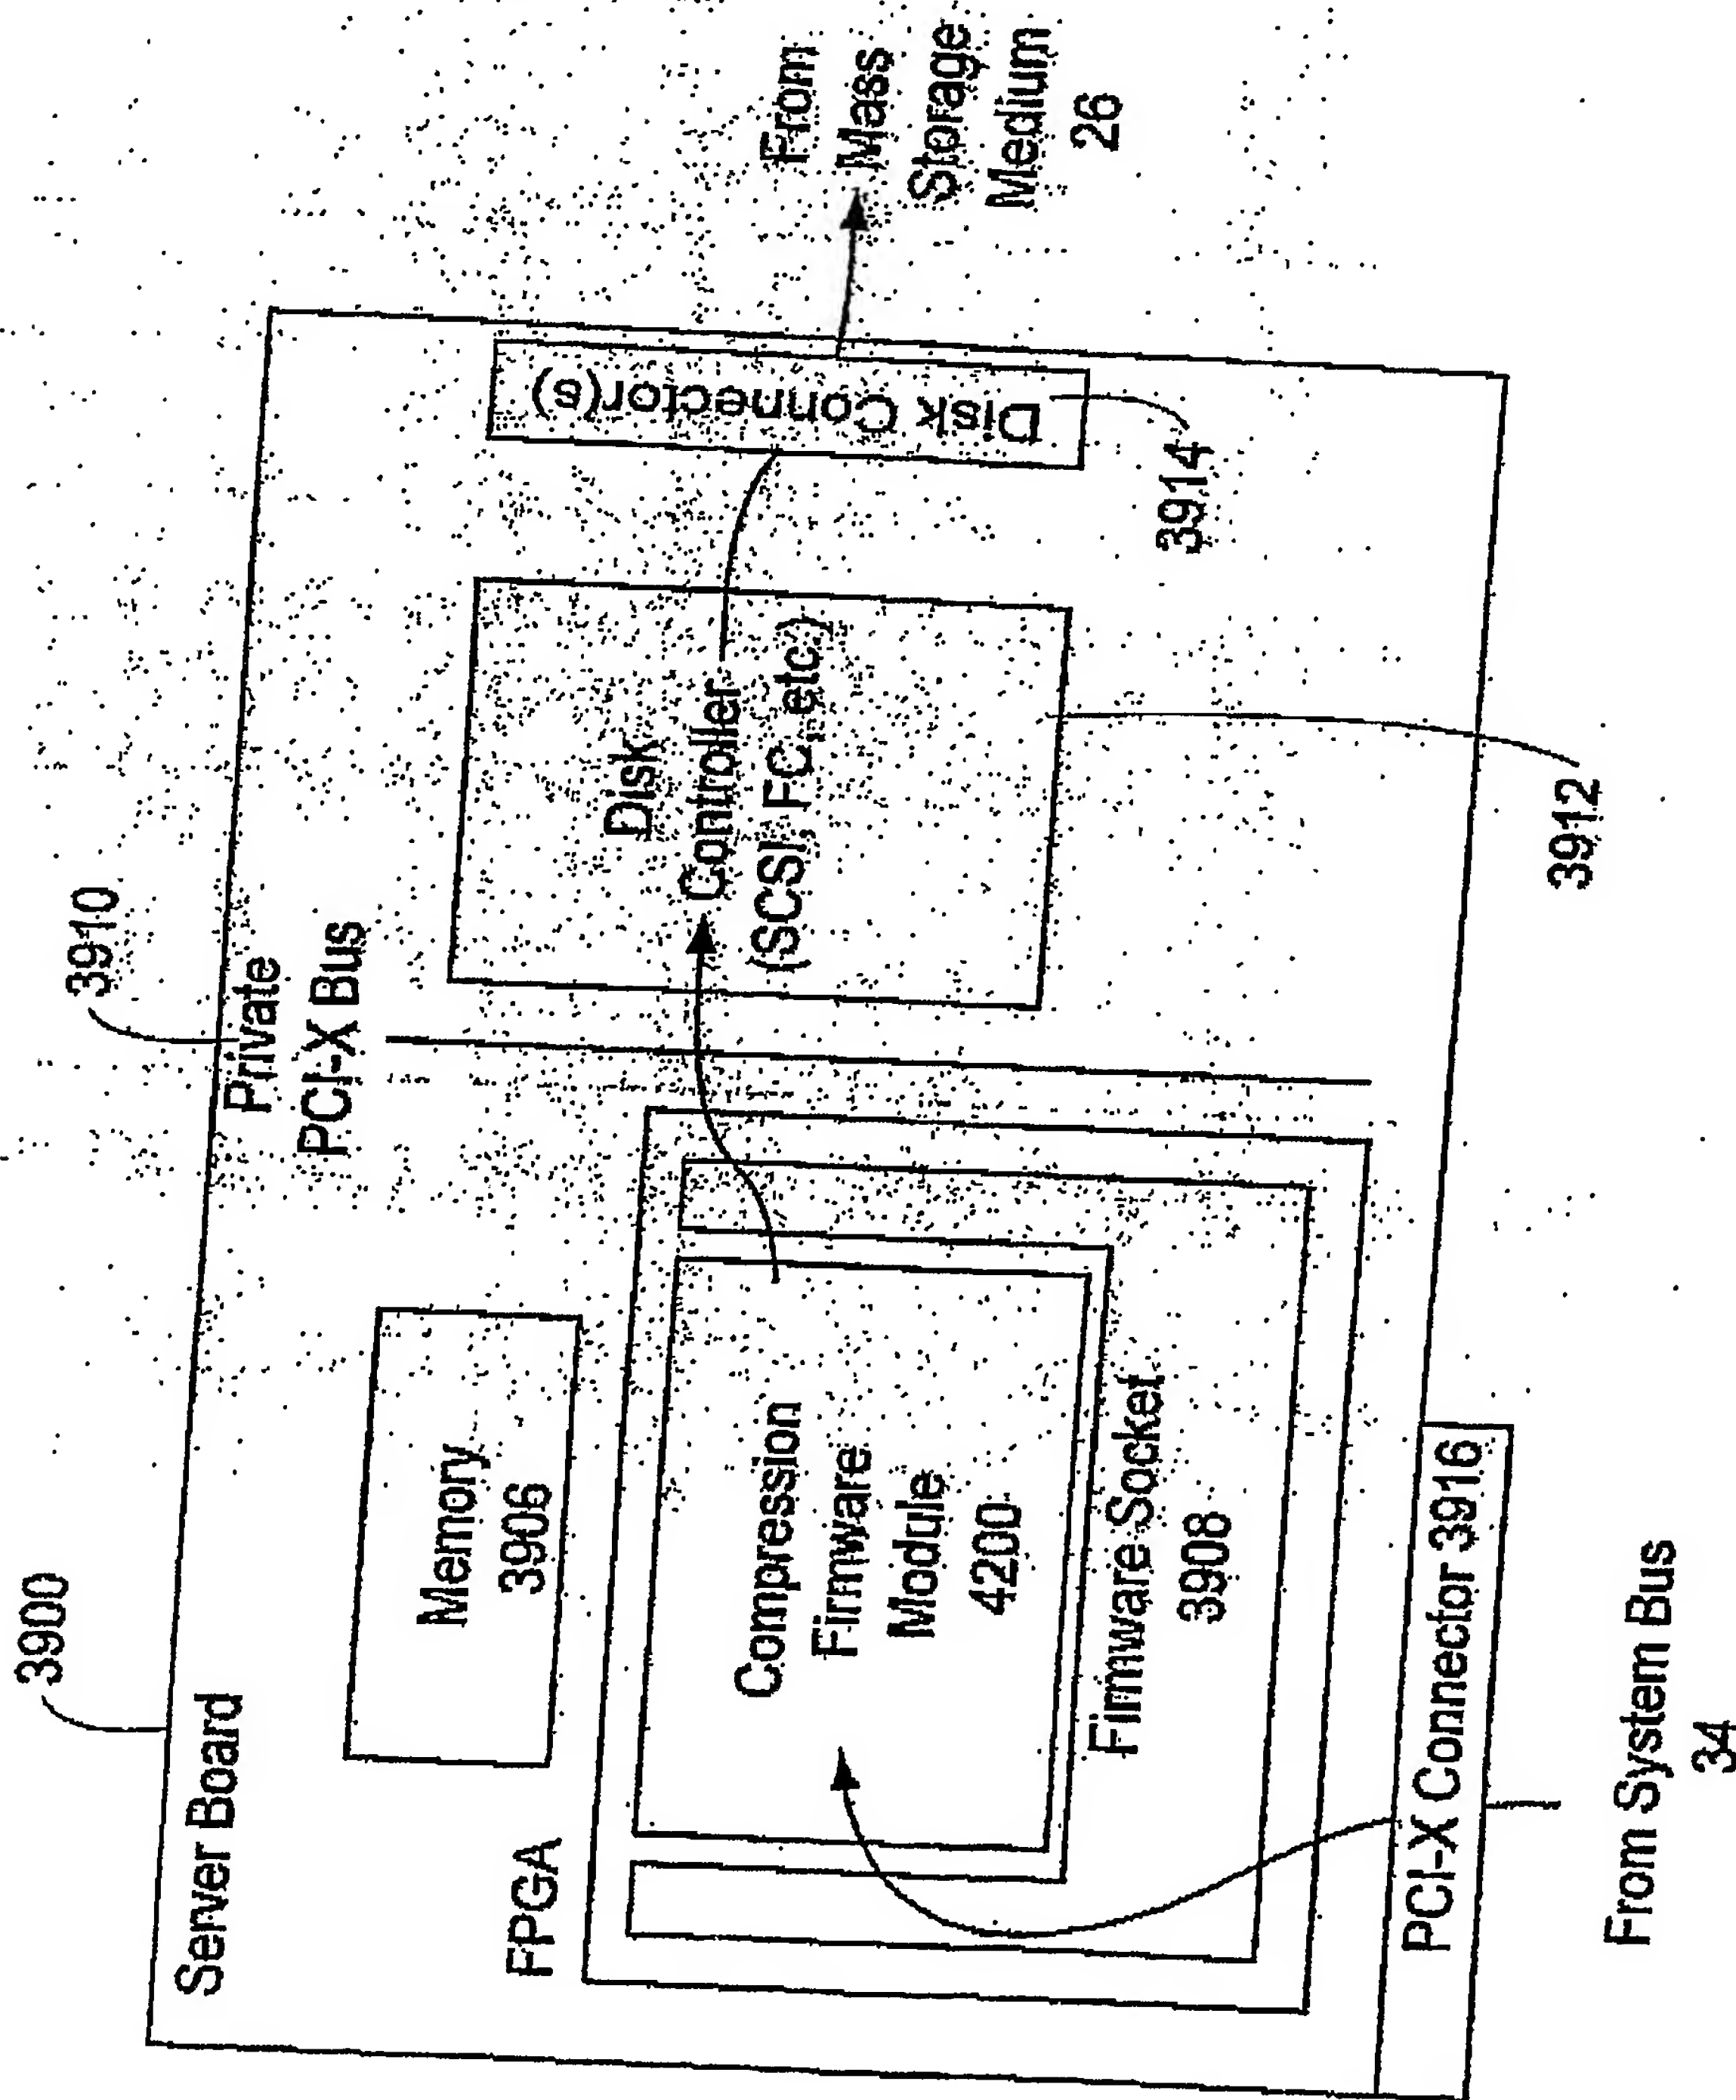 3900
Server Board
3910
Private
PCI-X Bus
Memory
3906
FPGA
Compression
Firmware
Module
4200
Firmware Socket
3908
Disk
Controller
(SCSI, FC, etc)
3912
Disk Connector(s)
3914
From
Mass
Storage
Medium
26
PCI-X Connector 3916
From System Bus
34